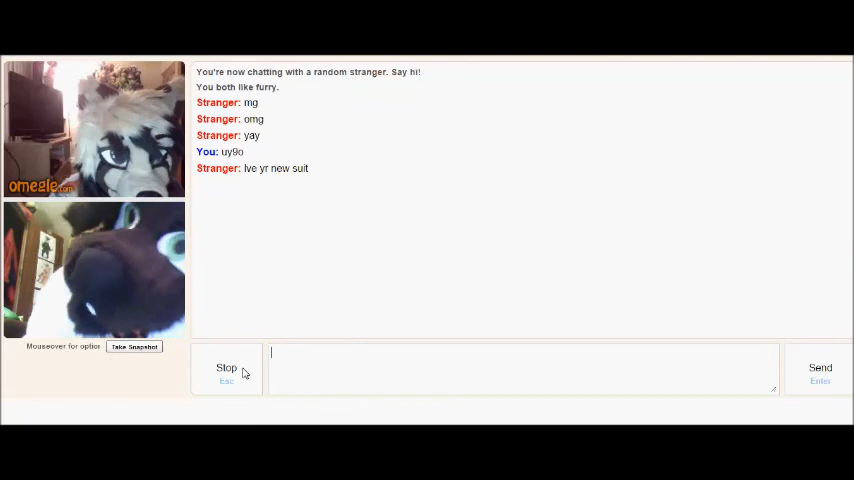 You're now chatting with a random stranger. Say hi!
You both like furry.
Stranger: mg
Stranger: omg
Stranger: yay
You: uy9o
Stranger: lve yr new suit
omegle.com
Mouseover for option
Take Snapshot
Stop
Esc
Send
Enter